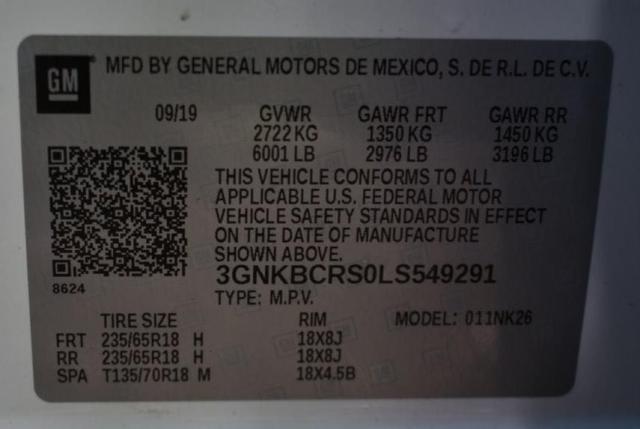 GM ® MFD BY GENERAL MOTORS DE MEXICO, S. DE R.L. DE C.V.
09/19 GVWR GAWR FRT GAWR RR
2722 KG 1350 KG 1450 KG
6001 LB 2976 LB 3196 LB
THIS VEHICLE CONFORMS TO ALL
APPLICABLE U.S. FEDERAL MOTOR
VEHICLE SAFETY STANDARDS IN EFFECT
ON THE DATE OF MANUFACTURE
SHOWN ABOVE.
8624
3GNKBCRS0LS549291
TYPE: M.P.V.
TIRE SIZE RIM MODEL: 011NK26
FRT 235/65R18 H 18X8J
RR 235/65R18 H 18X8J
SPA T135/70R18 M 18X4.5B